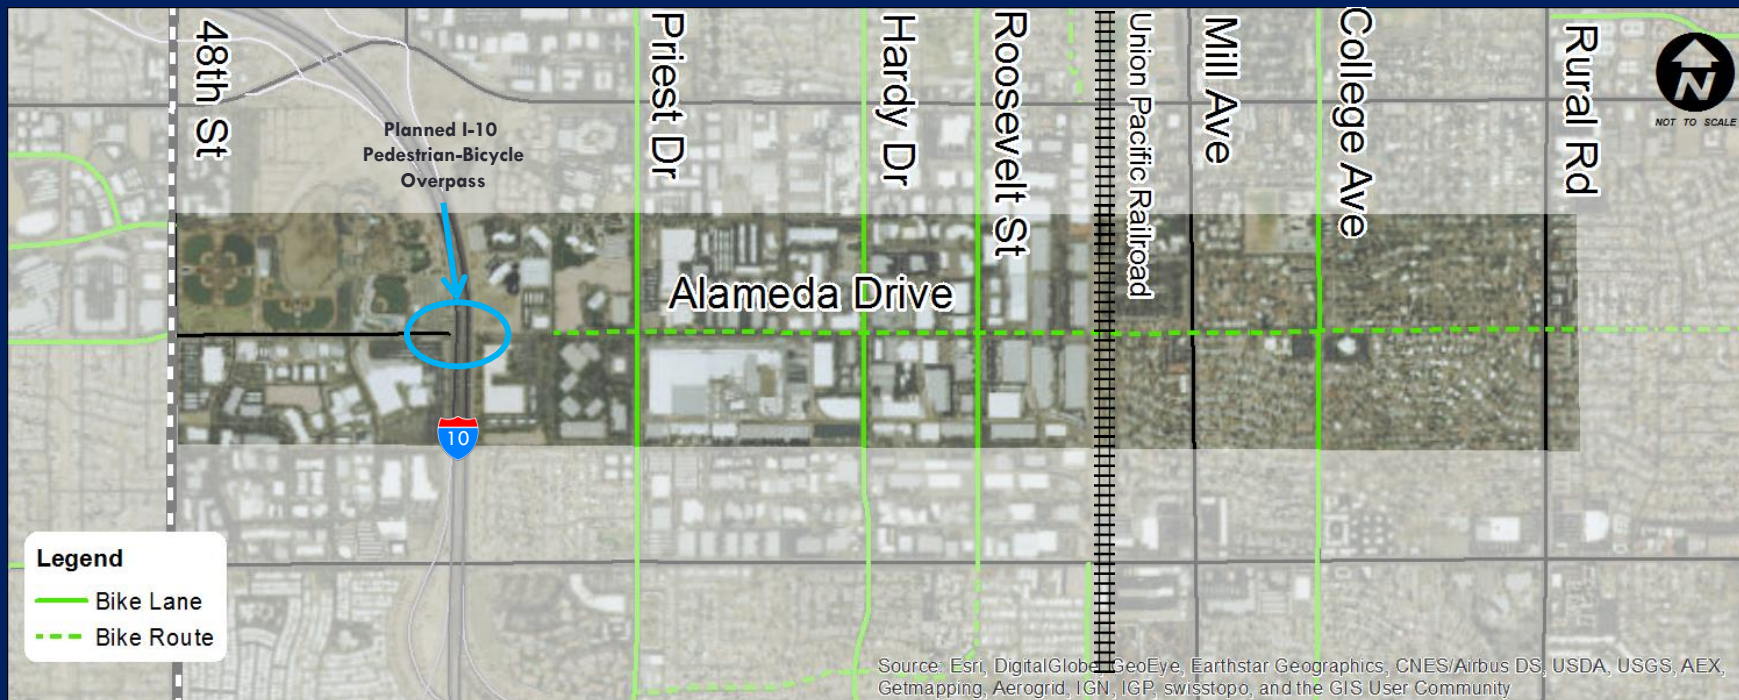 48th St
Priest Dr
Hardy Dr
Roosevelt St
Union Pacific Railroad
Mill Ave
College Ave
Rural Rd
N
NOT TO SCALE
Planned I-10
Pedestrian-Bicycle
Overpass
Alameda Drive
10
Legend
Bike Lane
Bike Route
Source: Esri, DigitalGlobe, GeoEye, Earthstar Geographics, CNES/Airbus DS, USDA, USGS, AEX,
Getmapping, Aerogrid, IGN, IGP, swisstopo, and the GIS User Community